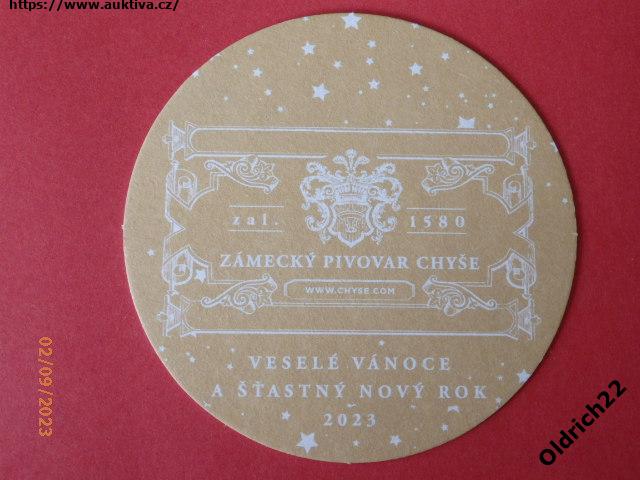 https://www.auktiva.cz/
zal. 1580
ZÁMECKÝ PIVOVAR CHYŠE
WWW.CHYSE.COM
VESELÉ VÁNOCE
A ŠŤASTNÝ NOVÝ ROK
2023
02/09/2023
Oldrich22